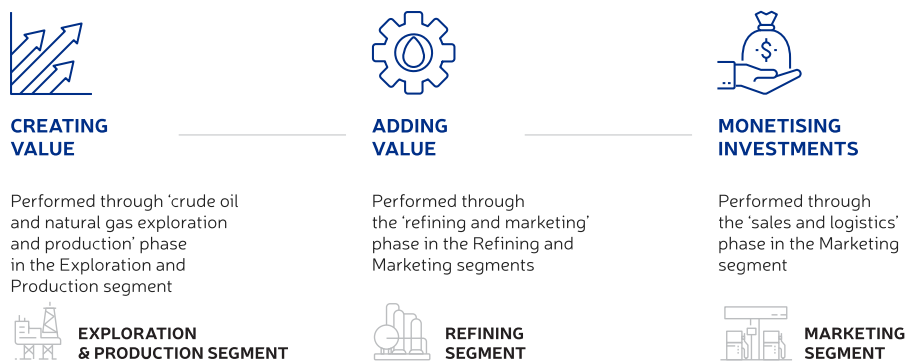 $
CREATING
VALUE
Performed through ‘crude oil
and natural gas exploration
and production’ phase
in the Exploration and
Production segment
EXPLORATION
& PRODUCTION SEGMENT
ADDING
VALUE
Performed through
the ‘refining and marketing’
phase in the Refining and
Marketing segments
REFINING
SEGMENT
MONETISING
INVESTMENTS
Performed through
the ‘sales and logistics’
phase in the Marketing
segment
MARKETING
SEGMENT